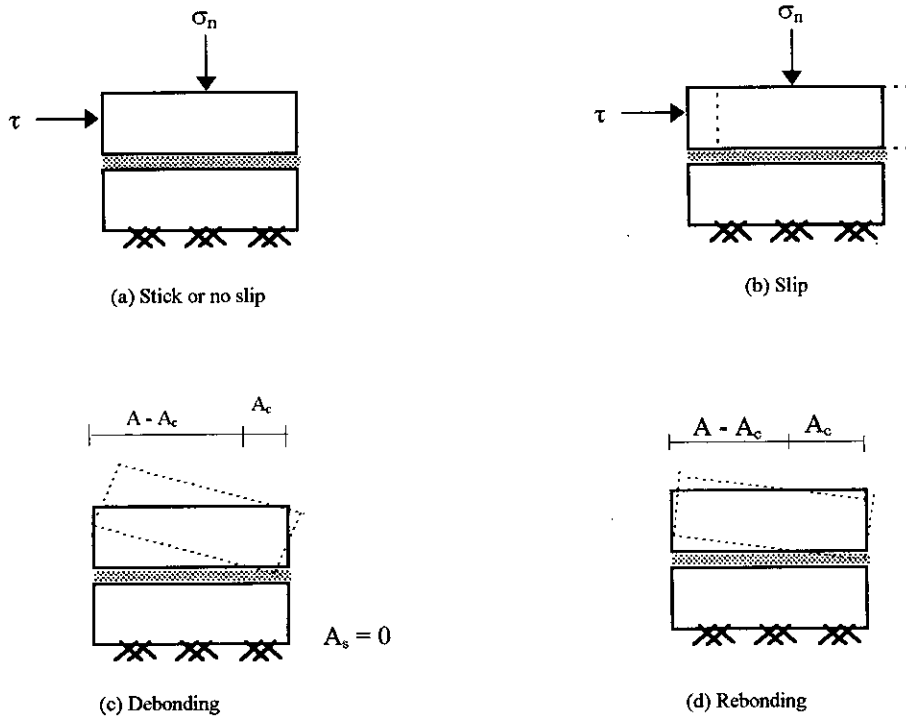 σn
σn
τ
τ
(a) Stick or no slip
(b) Slip
A - Ac
Ac
A - Ac
Ac
As = 0
(c) Debonding
(d) Rebonding